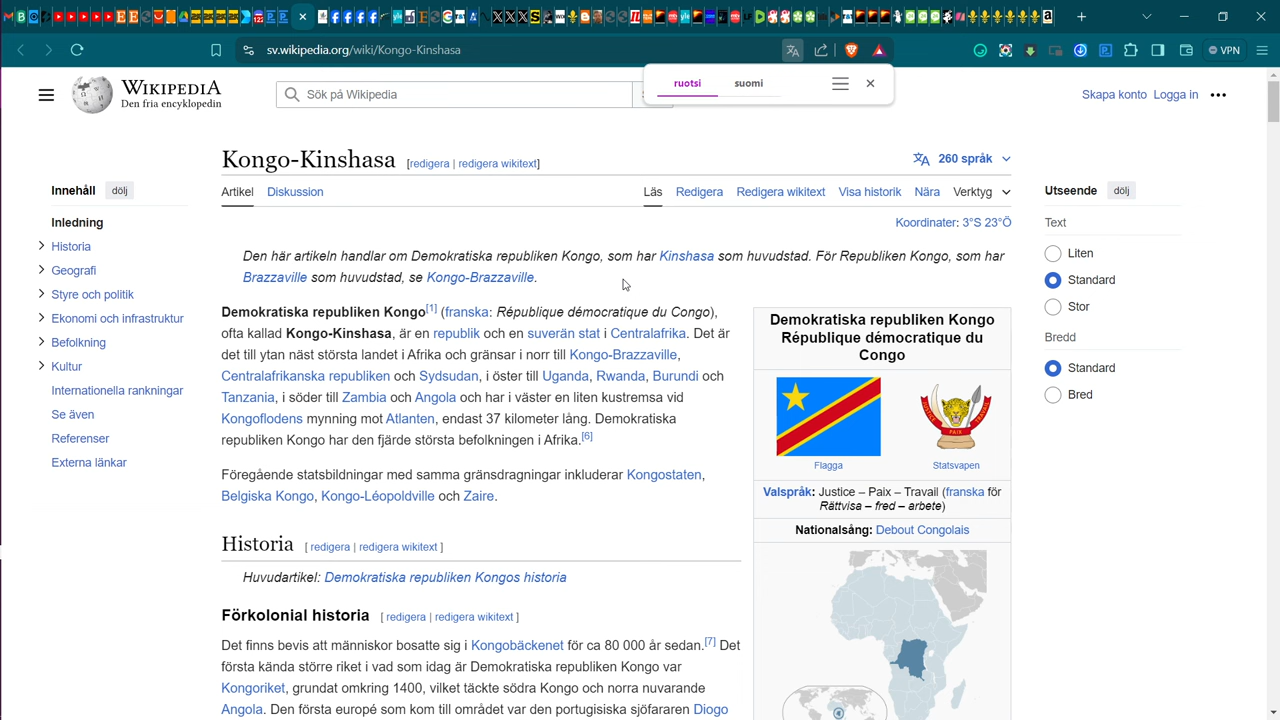 sv.wikipedia.org/wiki/Kongo-Kinshasa
VPN
ruotsi suomi
WIKIPEDIA
Den fria encyklopedin
Sök på Wikipedia
Skapa konto Logga in
Kongo-Kinshasa [redigera | redigera wikitext]
260 språk
Artikel Diskussion Läs Redigera Redigera wikitext Visa historik Nära Verktyg
Koordinater: 3°S 23°Ö
Innehåll dölj
Inledning
Historia
Geografi
Styre och politik
Ekonomi och infrastruktur
Befolkning
Kultur
Internationella rankningar
Se även
Referenser
Externa länkar
Den här artikeln handlar om Demokratiska republiken Kongo, som har Kinshasa som huvudstad. För Republiken Kongo, som har
Brazzaville som huvudstad, se Kongo-Brazzaville.
Demokratiska republiken Kongo[1] (franska: République démocratique du Congo),
ofta kallad Kongo-Kinshasa, är en republik och en suverän stat i Centralafrika. Det är
det till ytan näst största landet i Afrika och gränsar i norr till Kongo-Brazzaville,
Centralafrikanska republiken och Sydsudan, i öster till Uganda, Rwanda, Burundi och
Tanzania, i söder till Zambia och Angola och har i väster en liten kustremsa vid
Kongoflodens mynning mot Atlanten, endast 37 kilometer lång. Demokratiska
republiken Kongo har den fjärde största befolkningen i Afrika.[6]
Föregående statsbildningar med samma gränsdragningar inkluderar Kongostaten,
Belgiska Kongo, Kongo-Léopoldville och Zaire.
Historia [ redigera | redigera wikitext ]
Huvudartikel: Demokratiska republiken Kongos historia
Förkolonial historia [ redigera | redigera wikitext ]
Det finns bevis att människor bosatte sig i Kongobäckenet för ca 80 000 år sedan.[7] Det
första kända större riket i vad som idag är Demokratiska republiken Kongo var
Kongoriket, grundat omkring 1400, vilket täckte södra Kongo och norra nuvarande
Angola. Den första europé som kom till området var den portugisiska sjöfararen Diogo
Demokratiska republiken Kongo
République démocratique du
Congo
Flagga Statsvapen
Valspråk: Justice – Paix – Travail (franska för
Rättvisa – fred – arbete)
Nationalsång: Debout Congolais
Utseende dölj
Text
Liten
Standard
Stor
Bredd
Standard
Bred